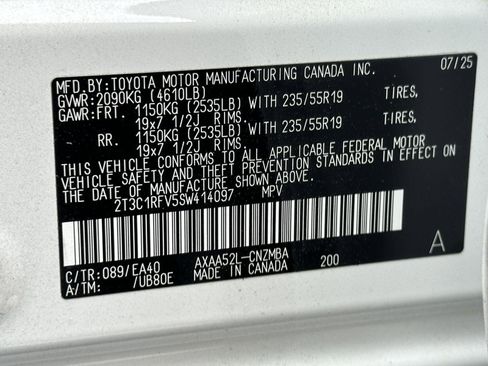 MFD.BY:TOYOTA MOTOR MANUFACTURING CANADA INC. 07/25
GVWR:2090KG (4610LB)
GAWR:FRT. 1150KG (2535LB) WITH 235/55R19 TIRES,
19x7 1/2J RIMS.
RR. 1150KG (2535LB) WITH 235/55R19 TIRES,
19x7 1/2J RIMS.
THIS VEHICLE CONFORMS TO ALL APPLICABLE FEDERAL MOTOR
VEHICLE SAFETY AND THEFT PREVENTION STANDARDS IN EFFECT ON
THE DATE OF MANUFACTURE SHOWN ABOVE.
2T3C1RFV5SW414097 MPV
C/TR:089/EA40 AXAA52L-CNZMBA 200 A
A/TM: /UB80E MADE IN CANADA